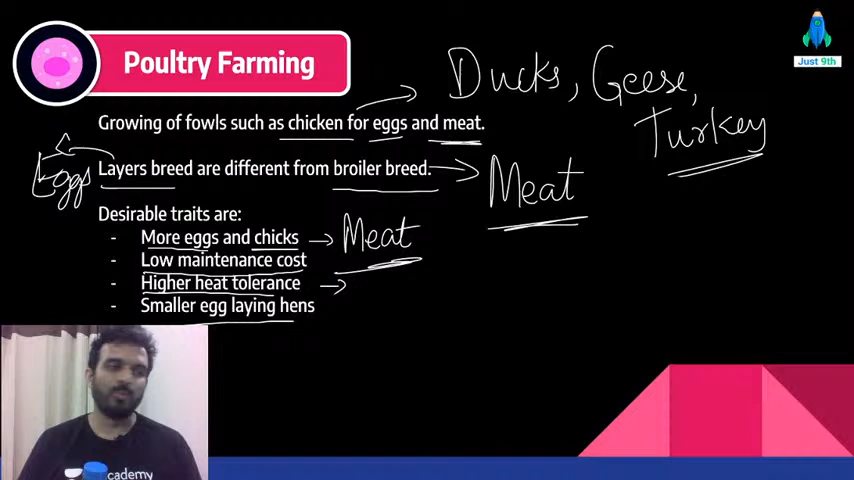 Poultry Farming
Just 9th
Ducks, Geese,
Turkey
Growing of fowls such as chicken for eggs and meat.
Eggs
Layers breed are different from broiler breed.
Meat
Desirable traits are:
- More eggs and chicks
Meat
- Low maintenance cost
- Higher heat tolerance
- Smaller egg laying hens
cademy